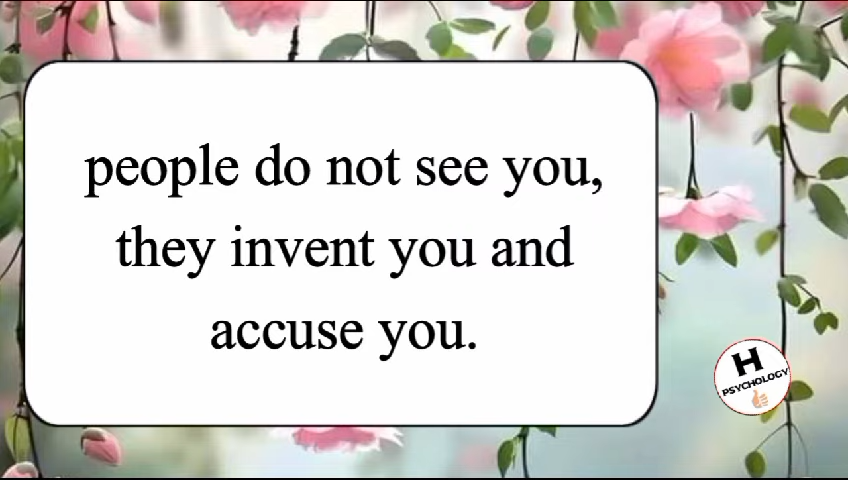 people do not see you,
they invent you and
accuse you.
H
PSYCHOLOGY